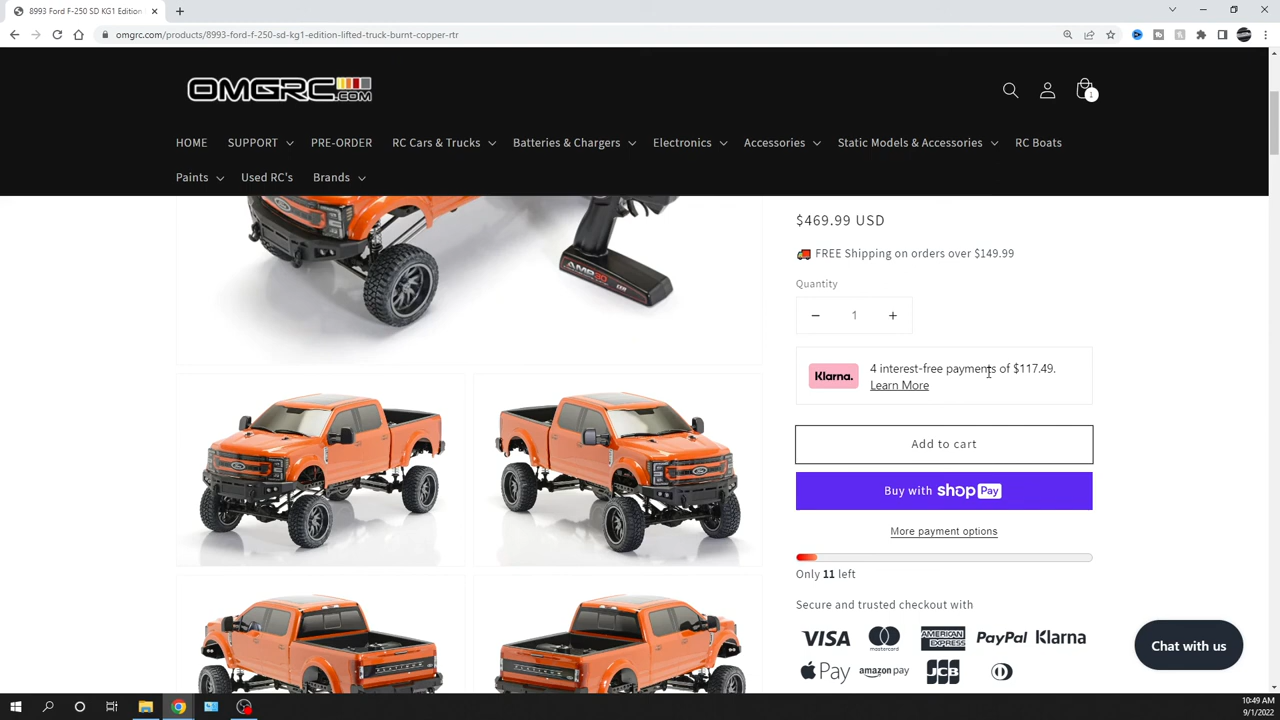 8993 Ford F-250 SD KG1 Edition
omgrc.com/products/8993-ford-f-250-sd-kg1-edition-lifted-truck-burnt-copper-rtr
OMGRC.COM
1
HOME SUPPORT PRE-ORDER RC Cars & Trucks Batteries & Chargers Electronics Accessories Static Models & Accessories RC Boats
Paints Used RC's Brands
$469.99 USD
FREE Shipping on orders over $149.99
Quantity
− 1 +
Klarna.
4 interest-free payments of $117.49.
Learn More
Add to cart
Buy with shop Pay
More payment options
Only 11 left
Secure and trusted checkout with
VISA mastercard AMERICAN EXPRESS PayPal Klarna
Pay amazon pay JCB
Chat with us
Ford
Ford
Ford
10:49 AM
9/1/2022